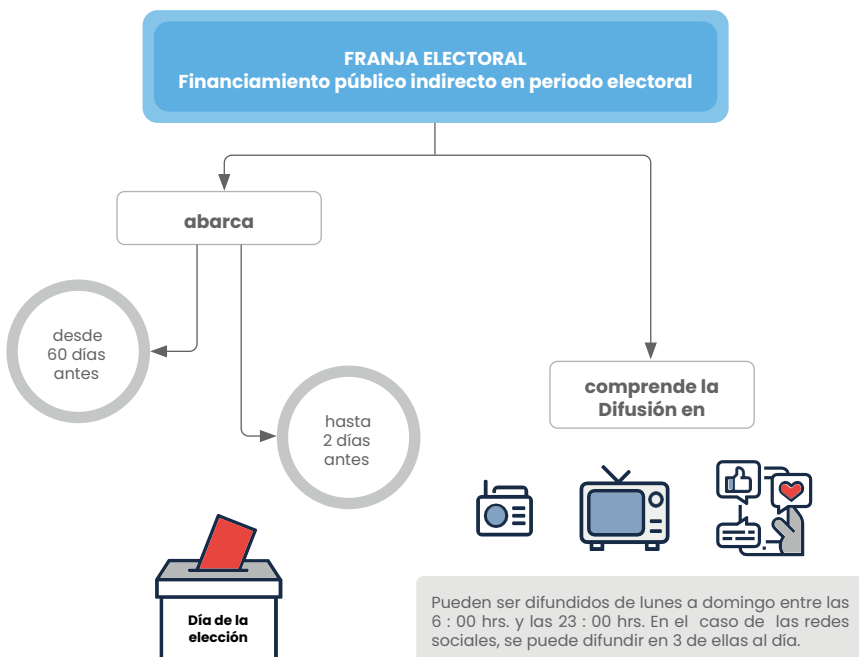 FRANJA ELECTORAL
Financiamiento público indirecto en periodo electoral
abarca
desde
60 días
antes
hasta
2 días
antes
Día de la
elección
comprende la
Difusión en
Pueden ser difundidos de lunes a domingo entre las
6 : 00 hrs. y las 23 : 00 hrs. En el caso de las redes
sociales, se puede difundir en 3 de ellas al día.